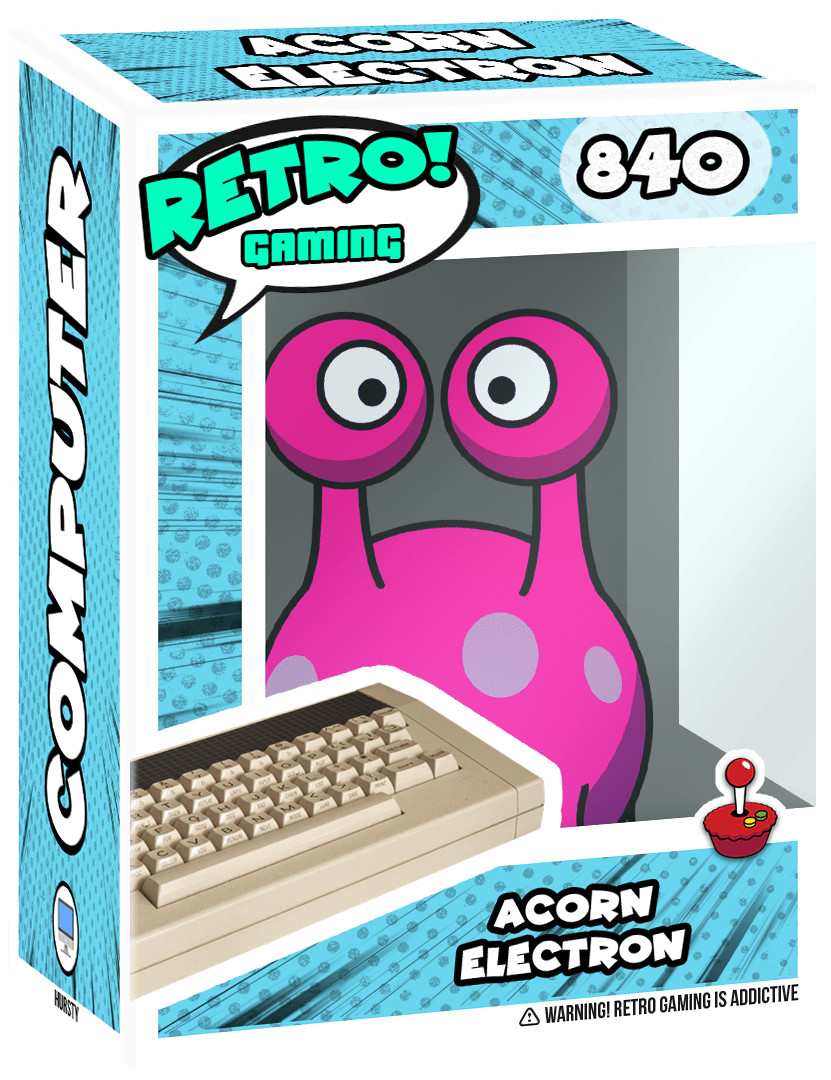 ACORN
ELECTRON
RETRO!
GAMING
840
COMPUTER
ACORN
ELECTRON
WARNING! RETRO GAMING IS ADDICTIVE
HURSTY